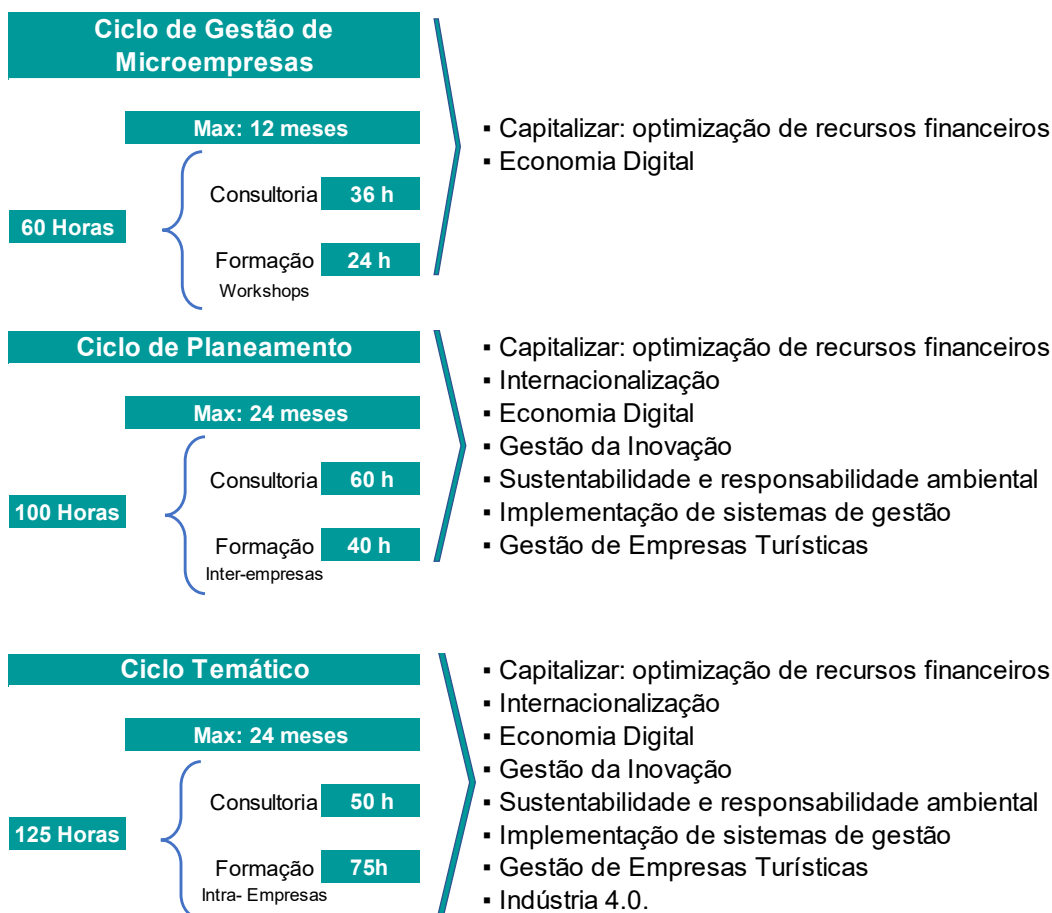 Ciclo de Gestão de
Microempresas
Max: 12 meses
Consultoria 36 h
60 Horas
Formação 24 h
Workshops
▪ Capitalizar: optimização de recursos financeiros
▪ Economia Digital
Ciclo de Planeamento
Max: 24 meses
Consultoria 60 h
100 Horas
Formação 40 h
Inter-empresas
▪ Capitalizar: optimização de recursos financeiros
▪ Internacionalização
▪ Economia Digital
▪ Gestão da Inovação
▪ Sustentabilidade e responsabilidade ambiental
▪ Implementação de sistemas de gestão
▪ Gestão de Empresas Turísticas
Ciclo Temático
Max: 24 meses
Consultoria 50 h
125 Horas
Formação 75h
Intra- Empresas
▪ Capitalizar: optimização de recursos financeiros
▪ Internacionalização
▪ Economia Digital
▪ Gestão da Inovação
▪ Sustentabilidade e responsabilidade ambiental
▪ Implementação de sistemas de gestão
▪ Gestão de Empresas Turísticas
▪ Indústria 4.0.